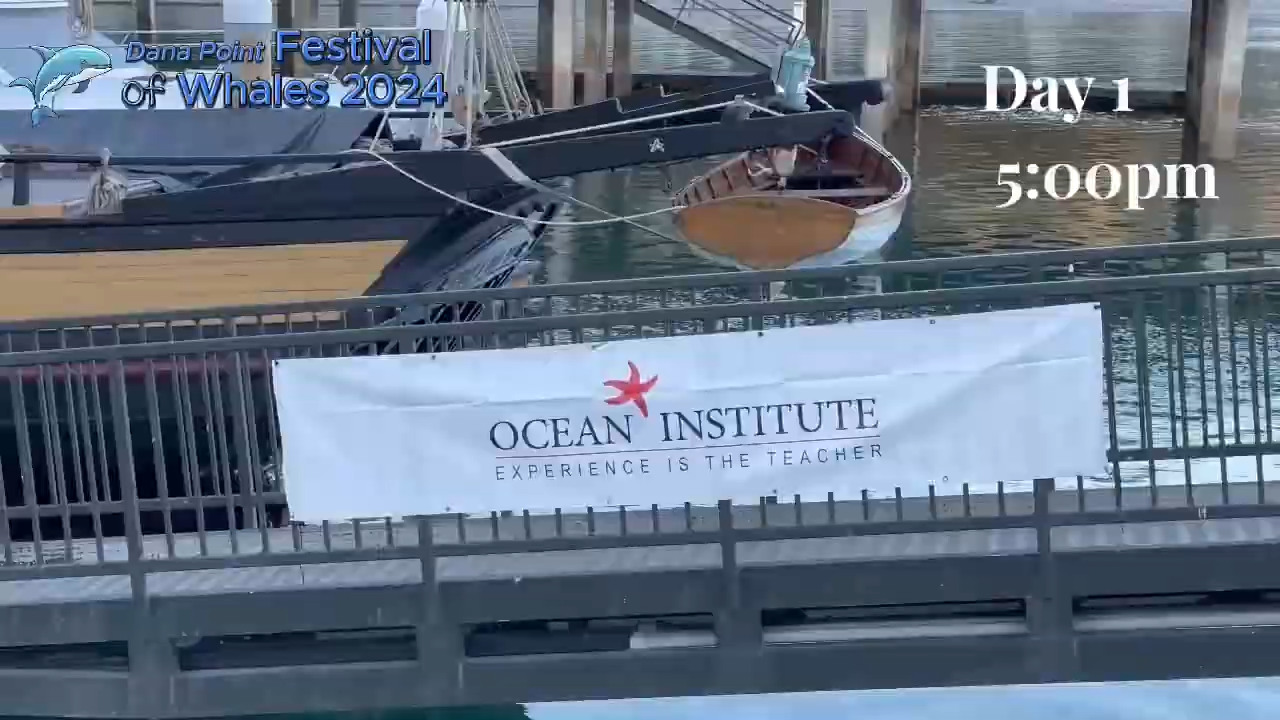 Dana Point Festival
of Whales 2024
Day 1
5:00pm
OCEAN INSTITUTE
EXPERIENCE IS THE TEACHER